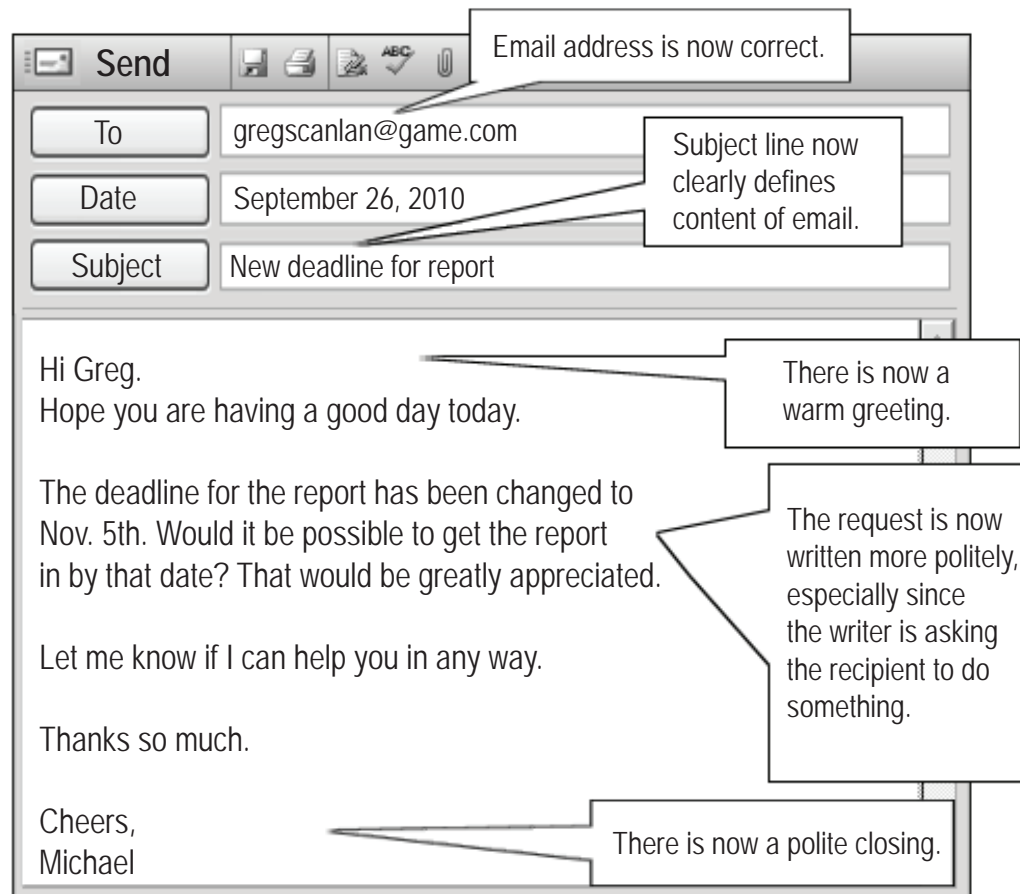 Email address is now correct.
Send
ABC
To
gregscanlan@game.com
Subject line now
clearly defines
content of email.
Date
September 26, 2010
Subject
New deadline for report
Hi Greg.
There is now a
warm greeting.
Hope you are having a good day today.
The deadline for the report has been changed to
Nov. 5th. Would it be possible to get the report
in by that date? That would be greatly appreciated.
The request is now
written more politely,
especially since
the writer is asking
the recipient to do
something.
Let me know if I can help you in any way.
Thanks so much.
Cheers,
Michael
There is now a polite closing.